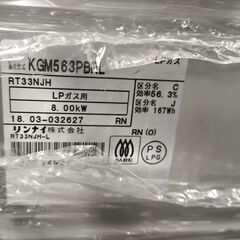 KGM563PB
LPガス
RT33NJH
区分名 C
効率56.3%
LPガス用
区分名 J
8.00kW
効率 167Wh
18. 03-032627 RN
リンナイ株式会社
RN (O)
RT33NJH-L
PS
LPG